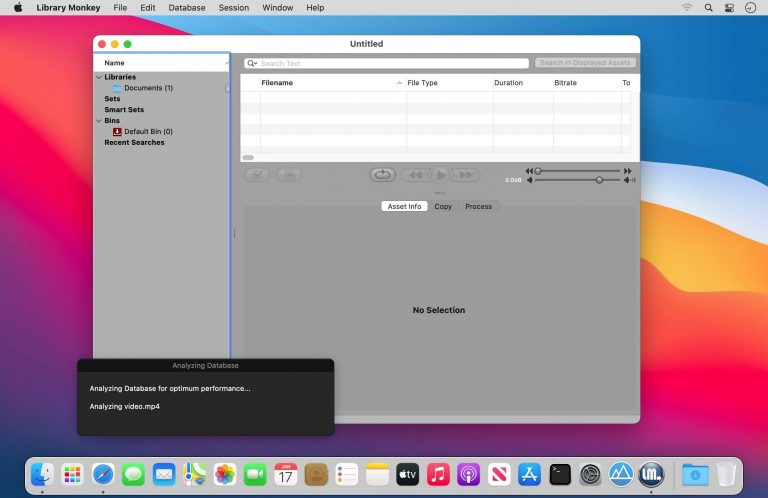 Library Monkey File Edit Database Session Window Help
Untitled
Name
Search Text
Search in Displayed Assets
Libraries
Documents (1)
Sets
Smart Sets
Bins
Default Bin (0)
Recent Searches
Filename File Type Duration Bitrate To
0.0dB
Asset Info Copy Process
No Selection
Analyzing Database
Analyzing Database for optimum performance...
Analyzing video.mp4
JAN
17
tv
LM